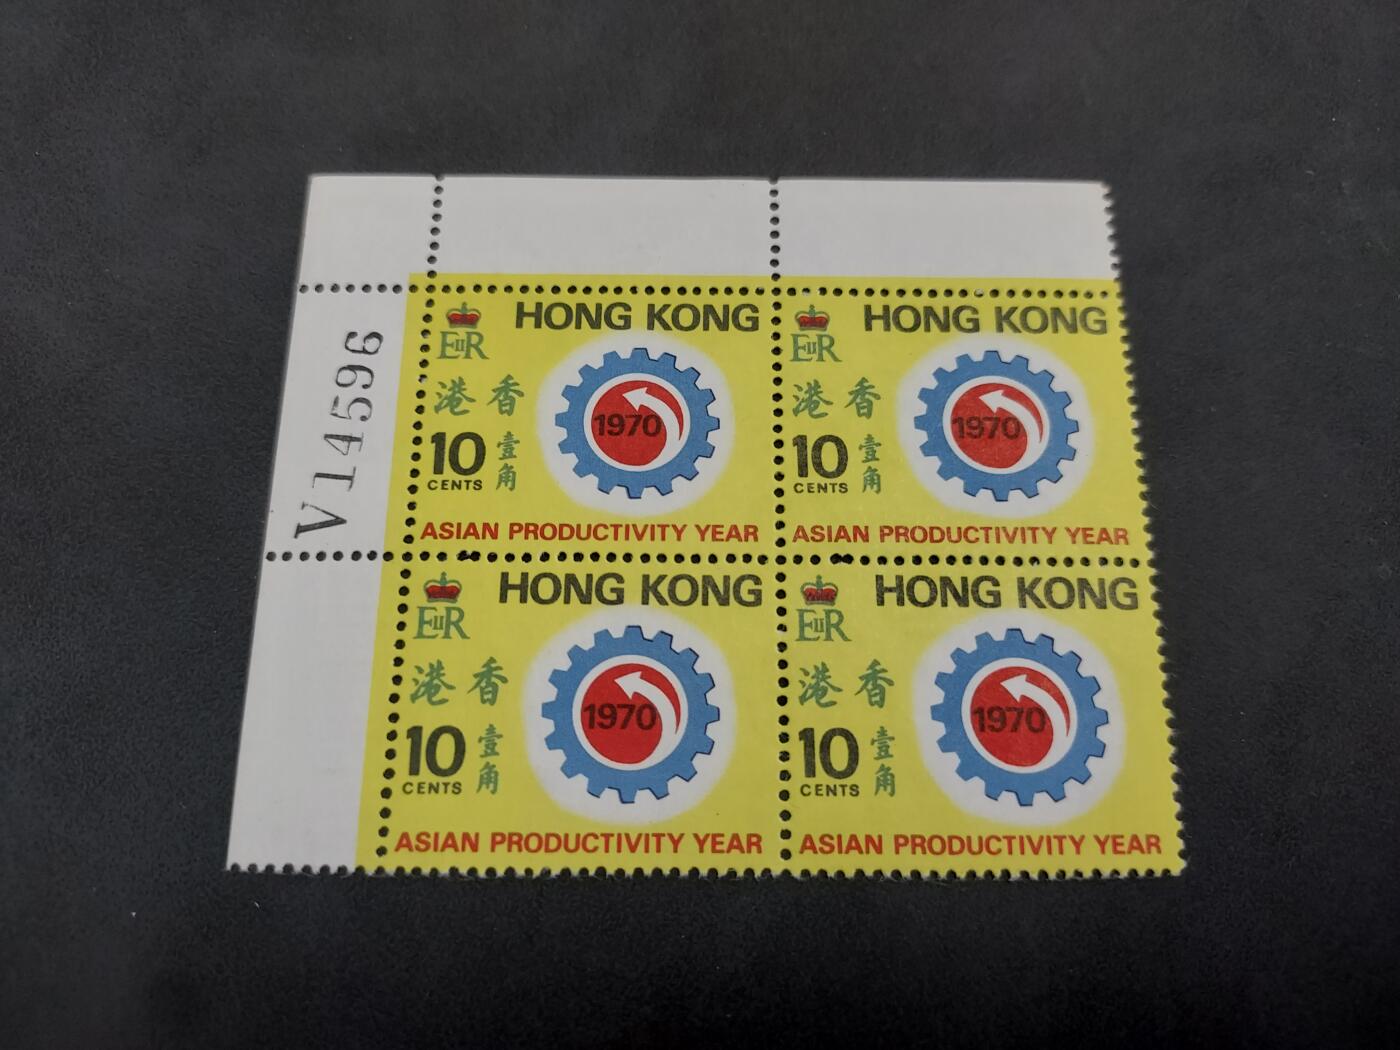 V14596
HONG KONG
EIIR
港 香
10 壹角
CENTS
1970
ASIAN PRODUCTIVITY YEAR
HONG KONG
EIIR
港 香
10 壹角
CENTS
1970
ASIAN PRODUCTIVITY YEAR
HONG KONG
EIIR
港 香
10 壹角
CENTS
1970
ASIAN PRODUCTIVITY YEAR
HONG KONG
EIIR
港 香
10 壹角
CENTS
1970
ASIAN PRODUCTIVITY YEAR